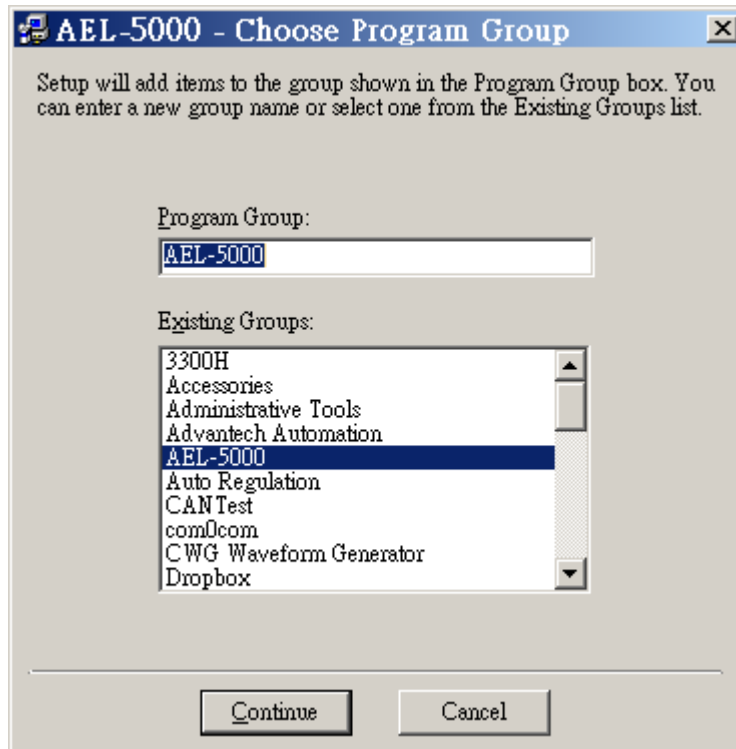 AEL-5000 - Choose Program Group
Setup will add items to the group shown in the Program Group box. You
can enter a new group name or select one from the Existing Groups list.
Program Group:
AEL-5000
Existing Groups:
3300H
Accessories
Administrative Tools
Advantech Automation
AEL-5000
Auto Regulation
CANTest
com0com
CWG Waveform Generator
Dropbox
Continue
Cancel